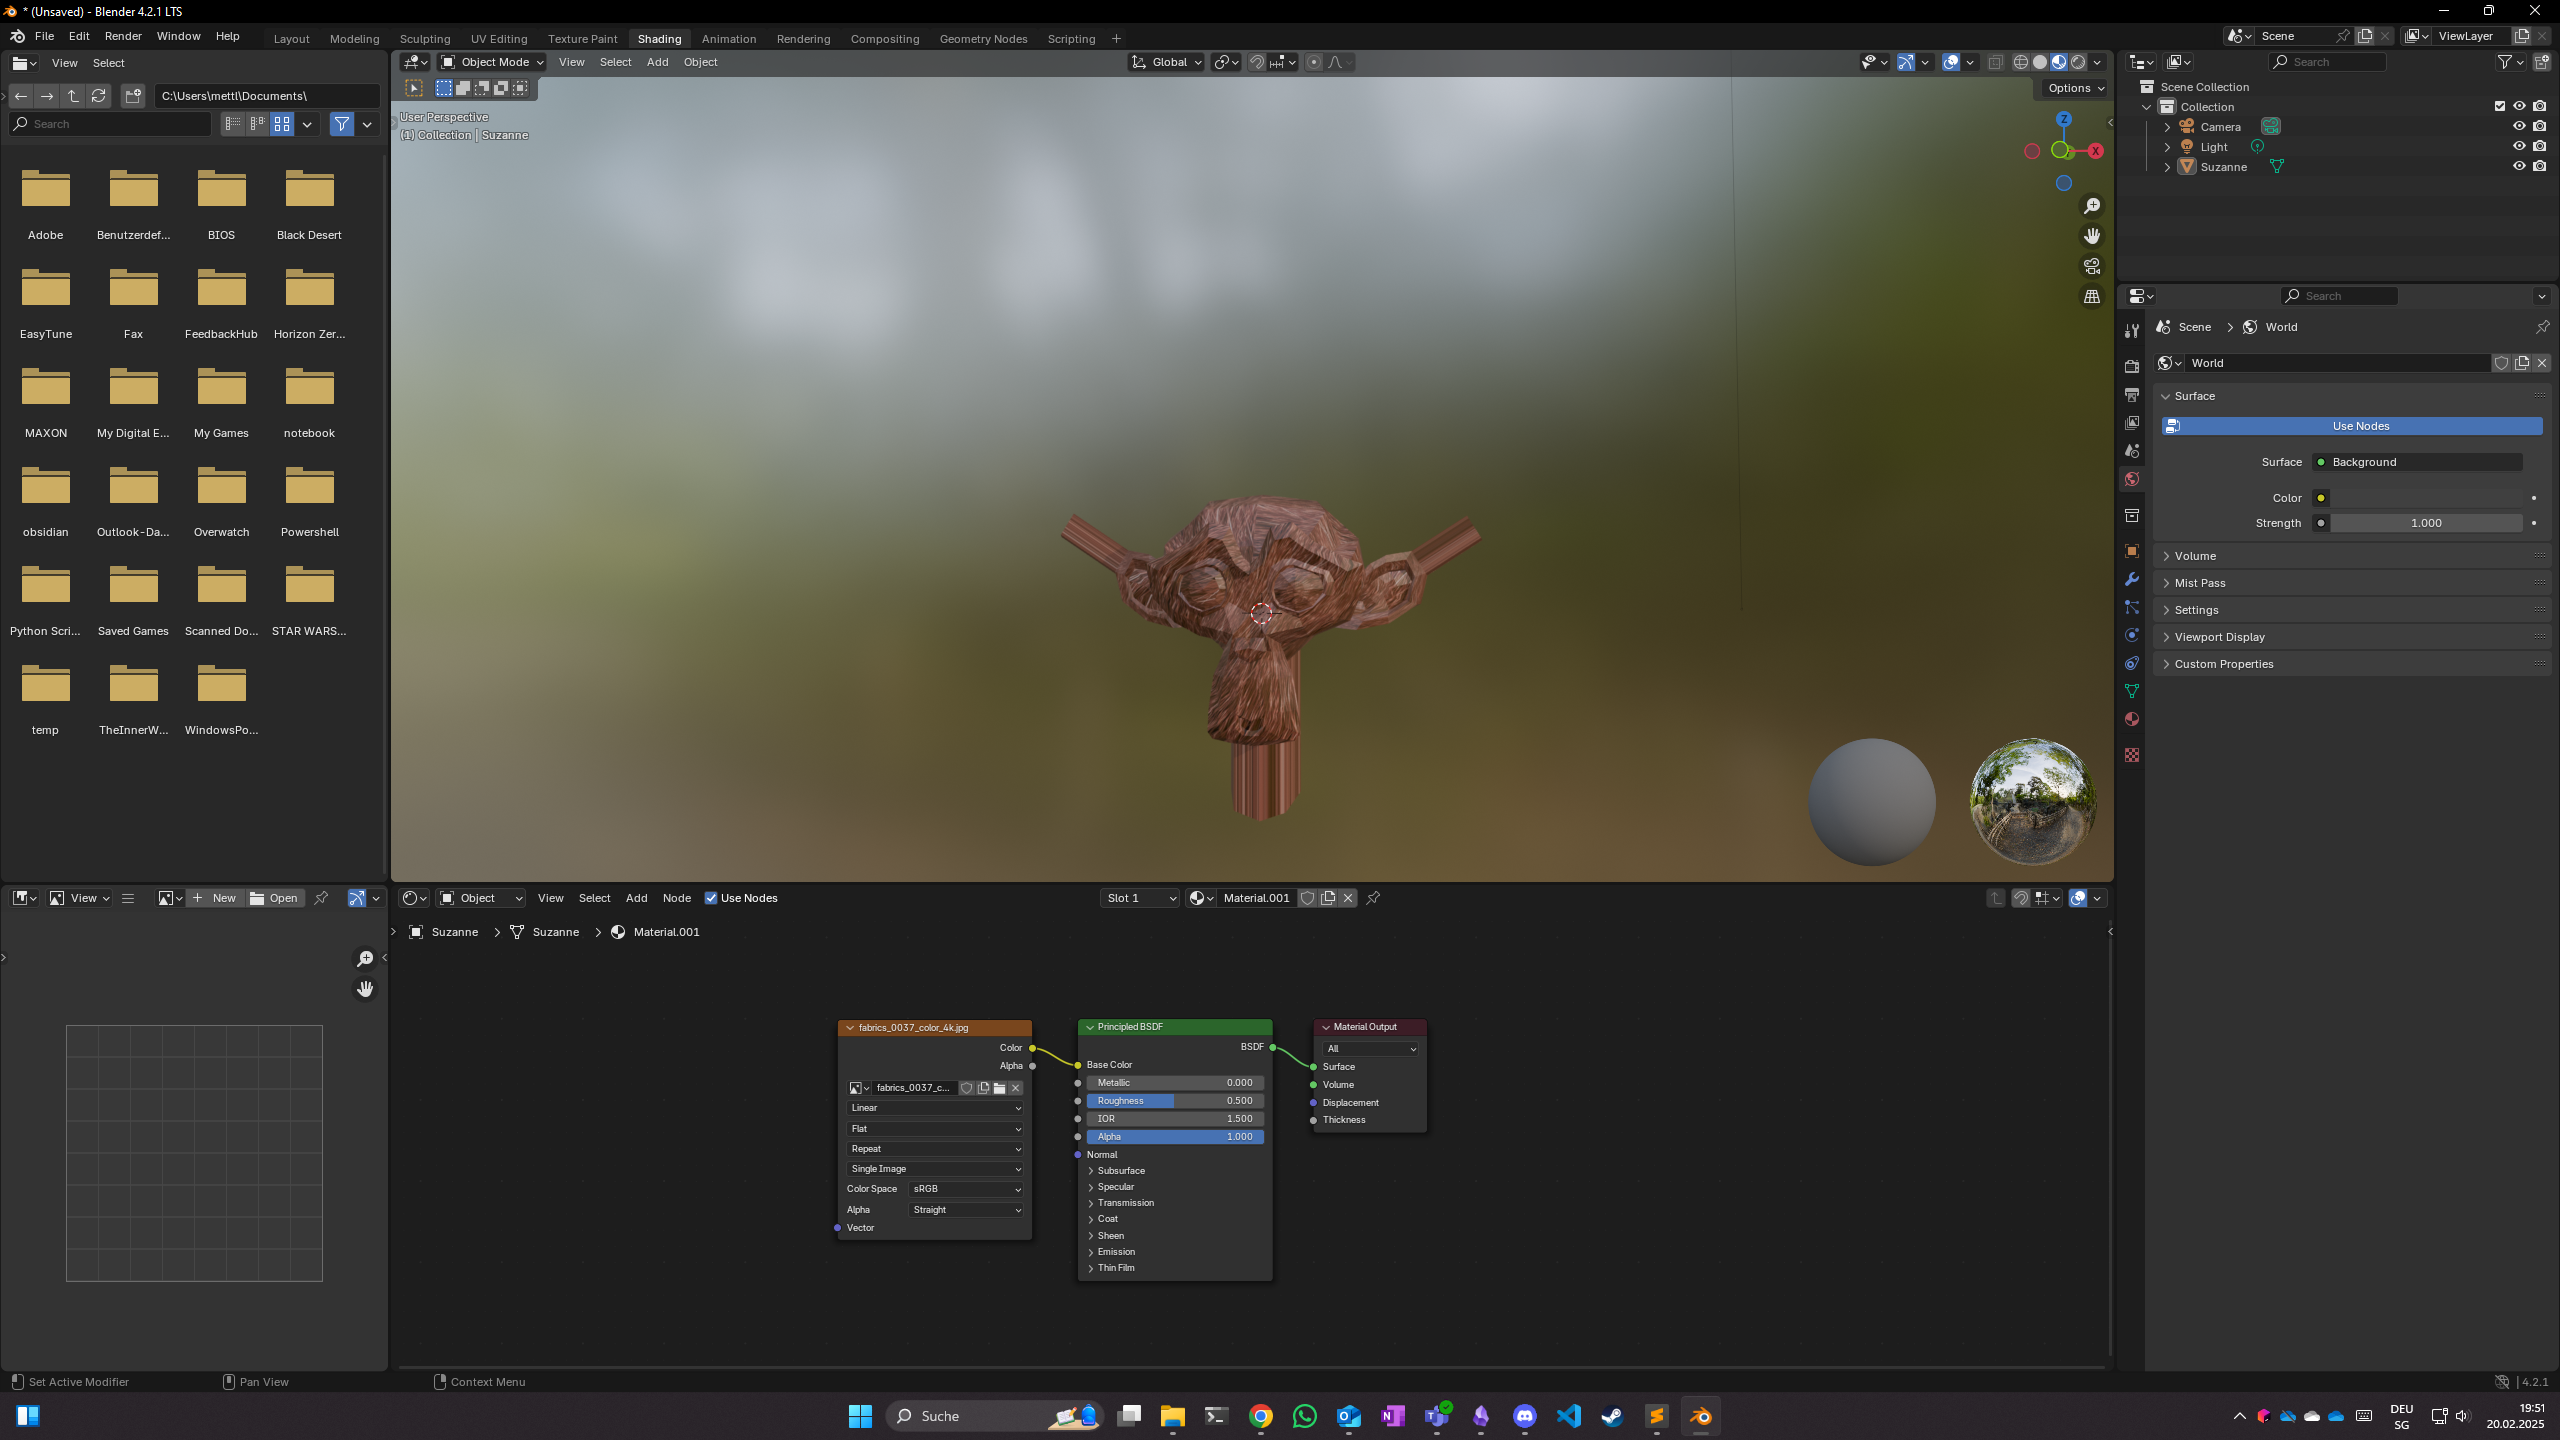 * (Unsaved) - Blender 4.2.1 LTS
File Edit Render Window Help
Layout Modeling Sculpting UV Editing Texture Paint Shading Animation Rendering Compositing Geometry Nodes Scripting +
Scene ViewLayer
View Select
C:\Users\mettl\Documents\
Search
Adobe Benutzerdef... BIOS Black Desert
EasyTune Fax FeedbackHub Horizon Zer...
MAXON My Digital E... My Games notebook
obsidian Outlook-Da... Overwatch Powershell
Python Scri... Saved Games Scanned Do... STAR WARS...
temp TheInnerW... WindowsPo...
Object Mode View Select Add Object
Global
Options
User Perspective
(1) Collection | Suzanne
Z
X
Search
Scene Collection
Collection
Camera
Light
Suzanne
Search
Scene > World
World
Surface
Use Nodes
Surface Background
Color
Strength 1.000
Volume
Mist Pass
Settings
Viewport Display
Custom Properties
View New Open
Object View Select Add Node Use Nodes
Slot 1 Material.001
Suzanne > Suzanne > Material.001
fabrics_0037_color_4k.jpg
Color
Alpha
fabrics_0037_c...
Linear
Flat
Repeat
Single Image
Color Space sRGB
Alpha Straight
Vector
Principled BSDF
BSDF
Base Color
Metallic 0.000
Roughness 0.500
IOR 1.500
Alpha 1.000
Normal
Subsurface
Specular
Transmission
Coat
Sheen
Emission
Thin Film
Material Output
All
Surface
Volume
Displacement
Thickness
Set Active Modifier Pan View Context Menu
4.2.1
Suche
DEU
SG
19:51
20.02.2025